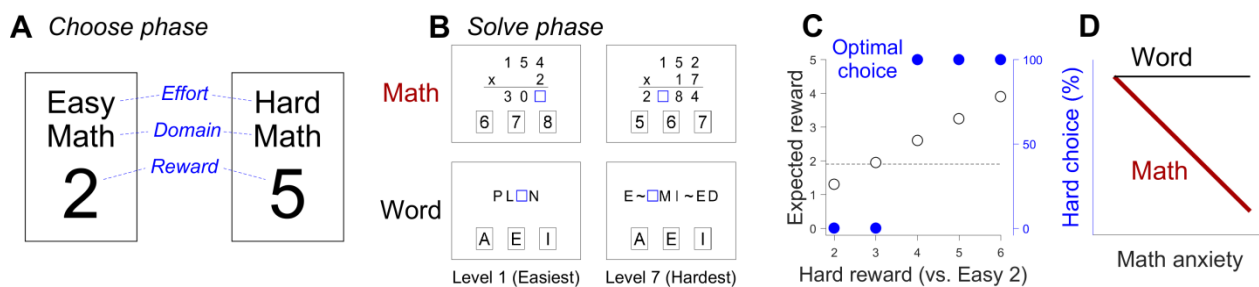 A Choose phase
Easy Math 2
Effort
Domain
Reward
Hard Math 5
B Solve phase
Math
1 5 4
x 2
3 0 □
6 7 8
1 5 2
x 1 7
2 □ 8 4
5 6 7
Word
P L □ N
A E I
E ~ □ M I ~ E D
A E I
Level 1 (Easiest)
Level 7 (Hardest)
C
Optimal choice
Expected reward
5
4
3
2
1
0
100
50
0
2 3 4 5 6
Hard reward (vs. Easy 2)
D
Word
Math
Hard choice (%)
Math anxiety